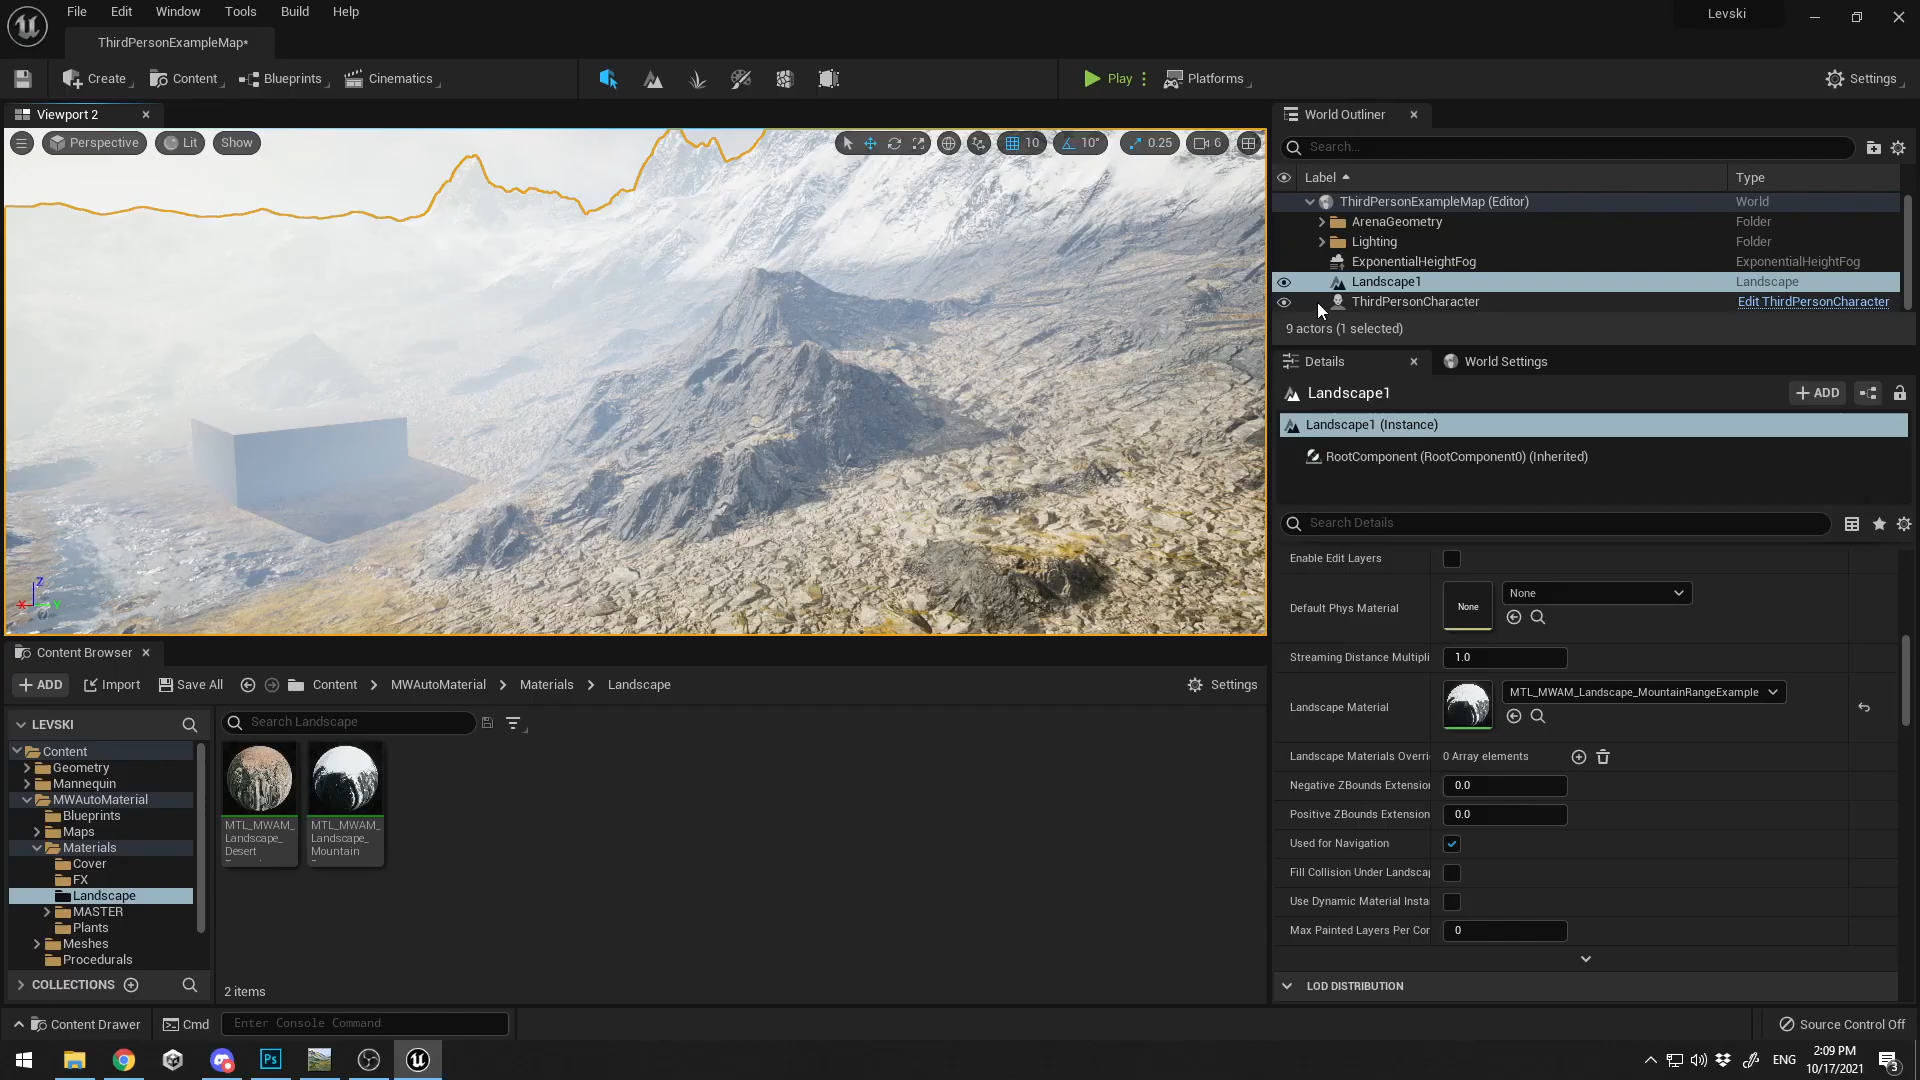 File Edit Window Tools Build Help
Levski
ThirdPersonExampleMap*
Create Content Blueprints Cinematics
Play Platforms
Settings
Viewport 2
Perspective Lit Show
10 10° 0.25 6
Z
X Y
World Outliner
Search...
Label Type
ThirdPersonExampleMap (Editor) World
ArenaGeometry Folder
Lighting Folder
ExponentialHeightFog ExponentialHeightFog
Landscape1 Landscape
ThirdPersonCharacter Edit ThirdPersonCharacter
9 actors (1 selected)
Details World Settings
Landscape1
ADD
Landscape1 (Instance)
RootComponent (RootComponent0) (Inherited)
Search Details
Enable Edit Layers
Default Phys Material None None
Streaming Distance Multipli 1.0
Landscape Material MTL_MWAM_Landscape_MountainRangeExample
Landscape Materials Overri 0 Array elements
Negative ZBounds Extension 0.0
Positive ZBounds Extension 0.0
Used for Navigation
Fill Collision Under Landscap
Use Dynamic Material Insta
Max Painted Layers Per Cor 0
LOD DISTRIBUTION
Content Browser
ADD Import Save All Content MWAutoMaterial Materials Landscape Settings
LEVSKI
Search Landscape
Content
Geometry
Mannequin
MWAutoMaterial
Blueprints
Maps
Materials
Cover
FX
Landscape
MASTER
Plants
Meshes
Procedurals
COLLECTIONS
MTL_MWAM_
Landscape_
Desert
MTL_MWAM_
Landscape_
Mountain
2 items
Content Drawer Cmd Enter Console Command
Source Control Off
Ps
ENG
2:09 PM
10/17/2021
3